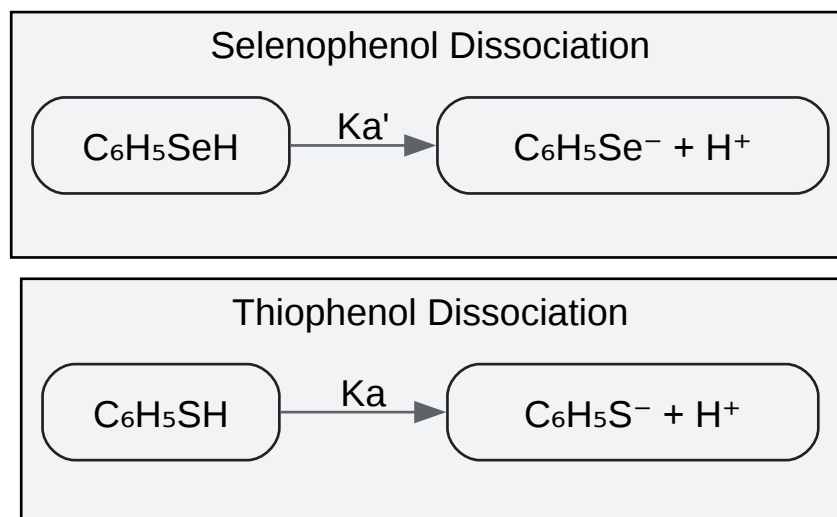 Selenophenol Dissociation
C₆H₅SeH
Ka'
C₆H₅Se⁻ + H⁺
Thiophenol Dissociation
C₆H₅SH
Ka
C₆H₅S⁻ + H⁺